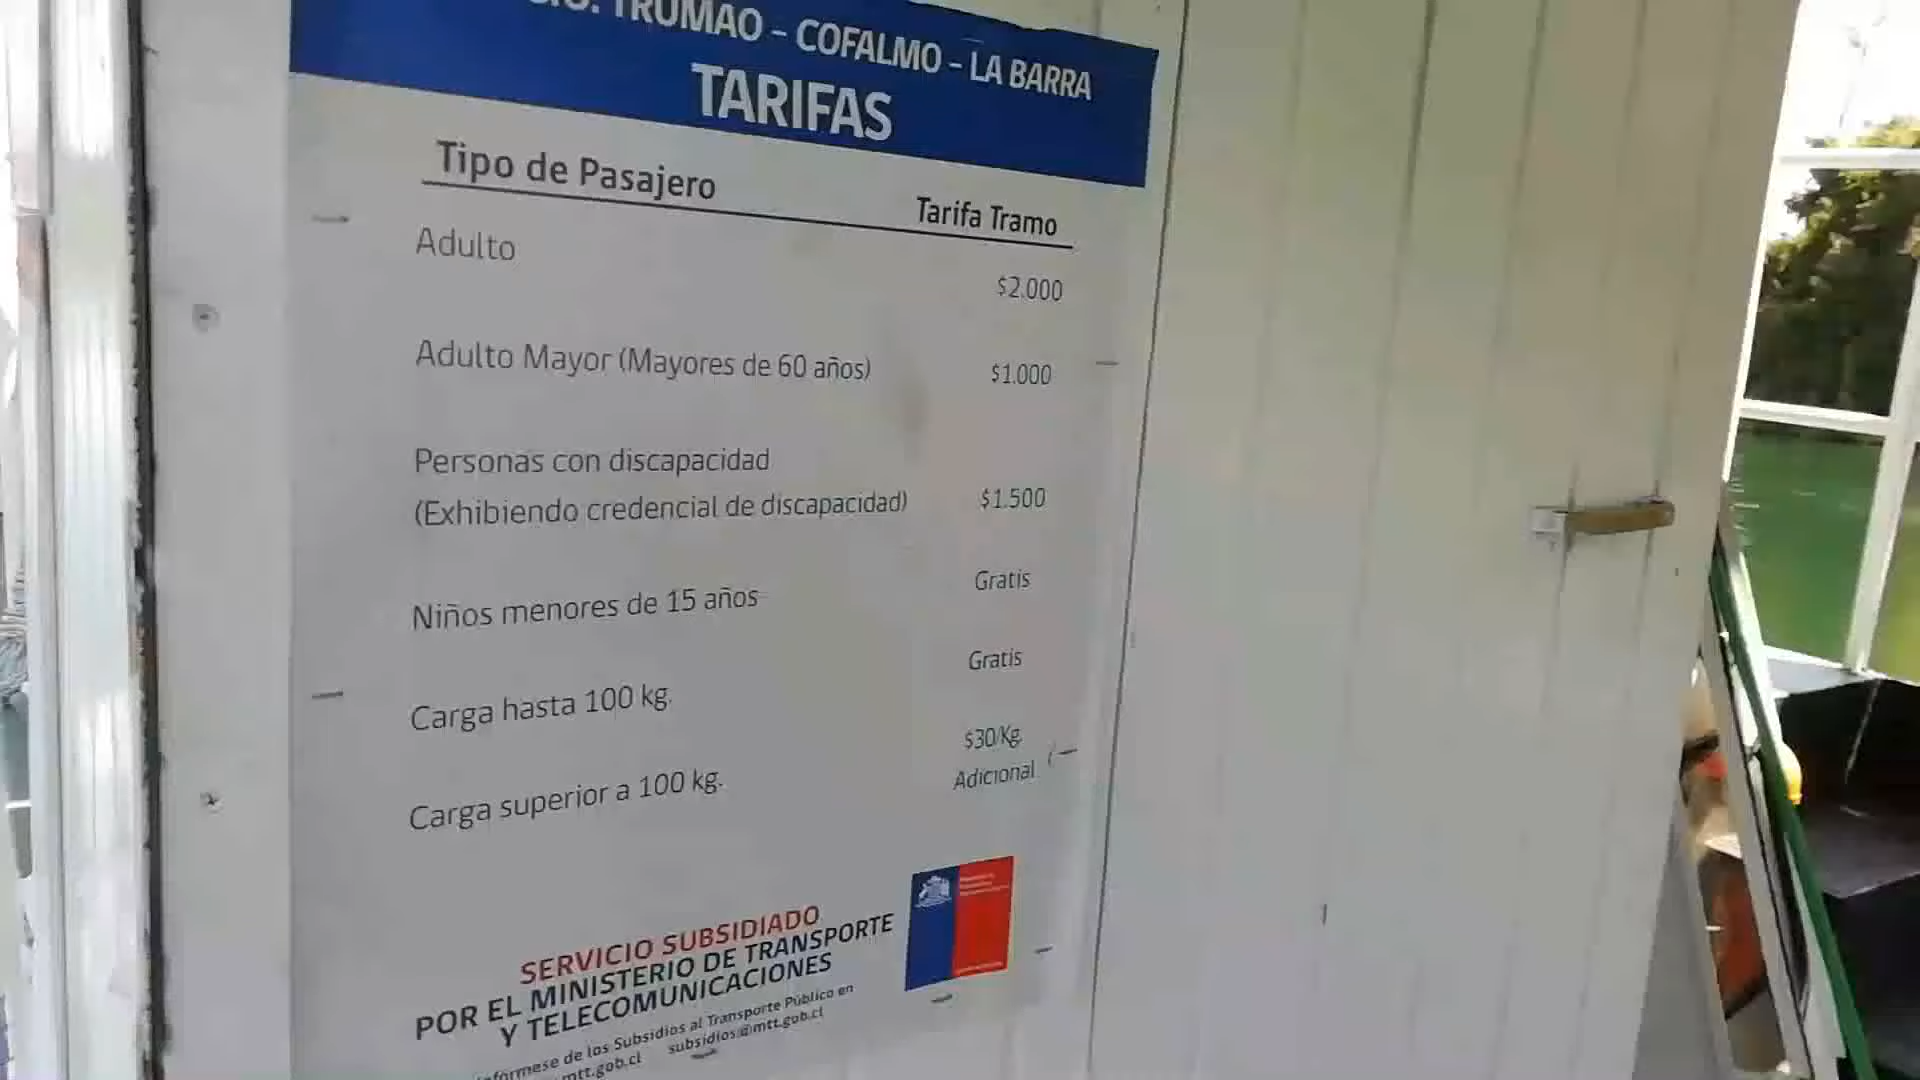 TRUMAO - COFALMO - LA BARRA
TARIFAS
Tipo de Pasajero Tarifa Tramo
Adulto $2.000
Adulto Mayor (Mayores de 60 años) $1.000
Personas con discapacidad
(Exhibiendo credencial de discapacidad) $1.500
Niños menores de 15 años Gratis
Carga hasta 100 kg. Gratis
Carga superior a 100 kg. $30/Kg.
Adicional
SERVICIO SUBSIDIADO
POR EL MINISTERIO DE TRANSPORTE
Y TELECOMUNICACIONES
de los Subsidios al Transporte Público en
mtt.gob.cl subsidios@mtt.gob.cl